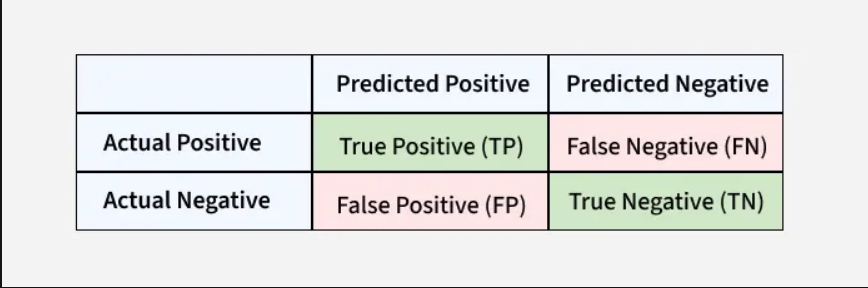 Predicted Positive Predicted Negative
Actual Positive True Positive (TP) False Negative (FN)
Actual Negative False Positive (FP) True Negative (TN)